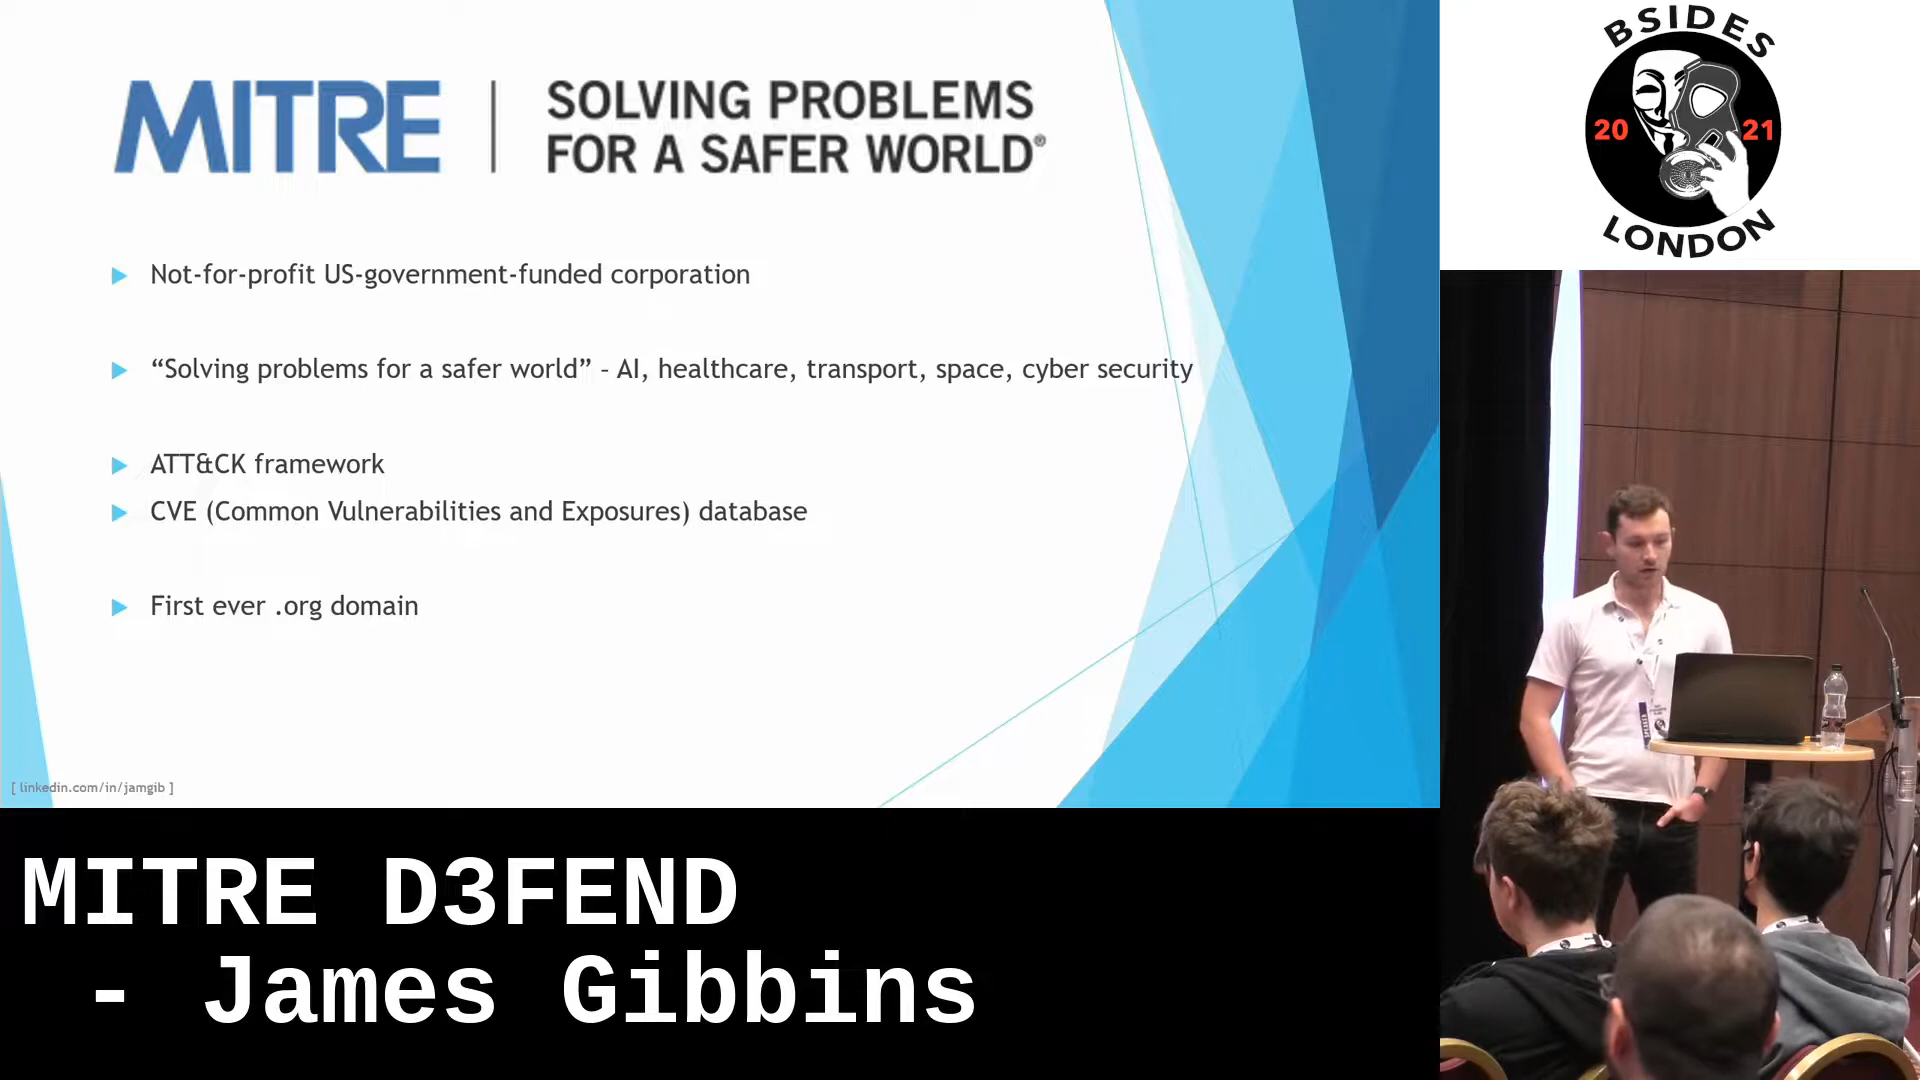 MITRE | SOLVING PROBLEMS
FOR A SAFER WORLD®
Not-for-profit US-government-funded corporation
“Solving problems for a safer world” – AI, healthcare, transport, space, cyber security
ATT&CK framework
CVE (Common Vulnerabilities and Exposures) database
First ever .org domain
[ linkedin.com/in/jamgib ]
BSIDES
20 21
LONDON
MITRE D3FEND
- James Gibbins